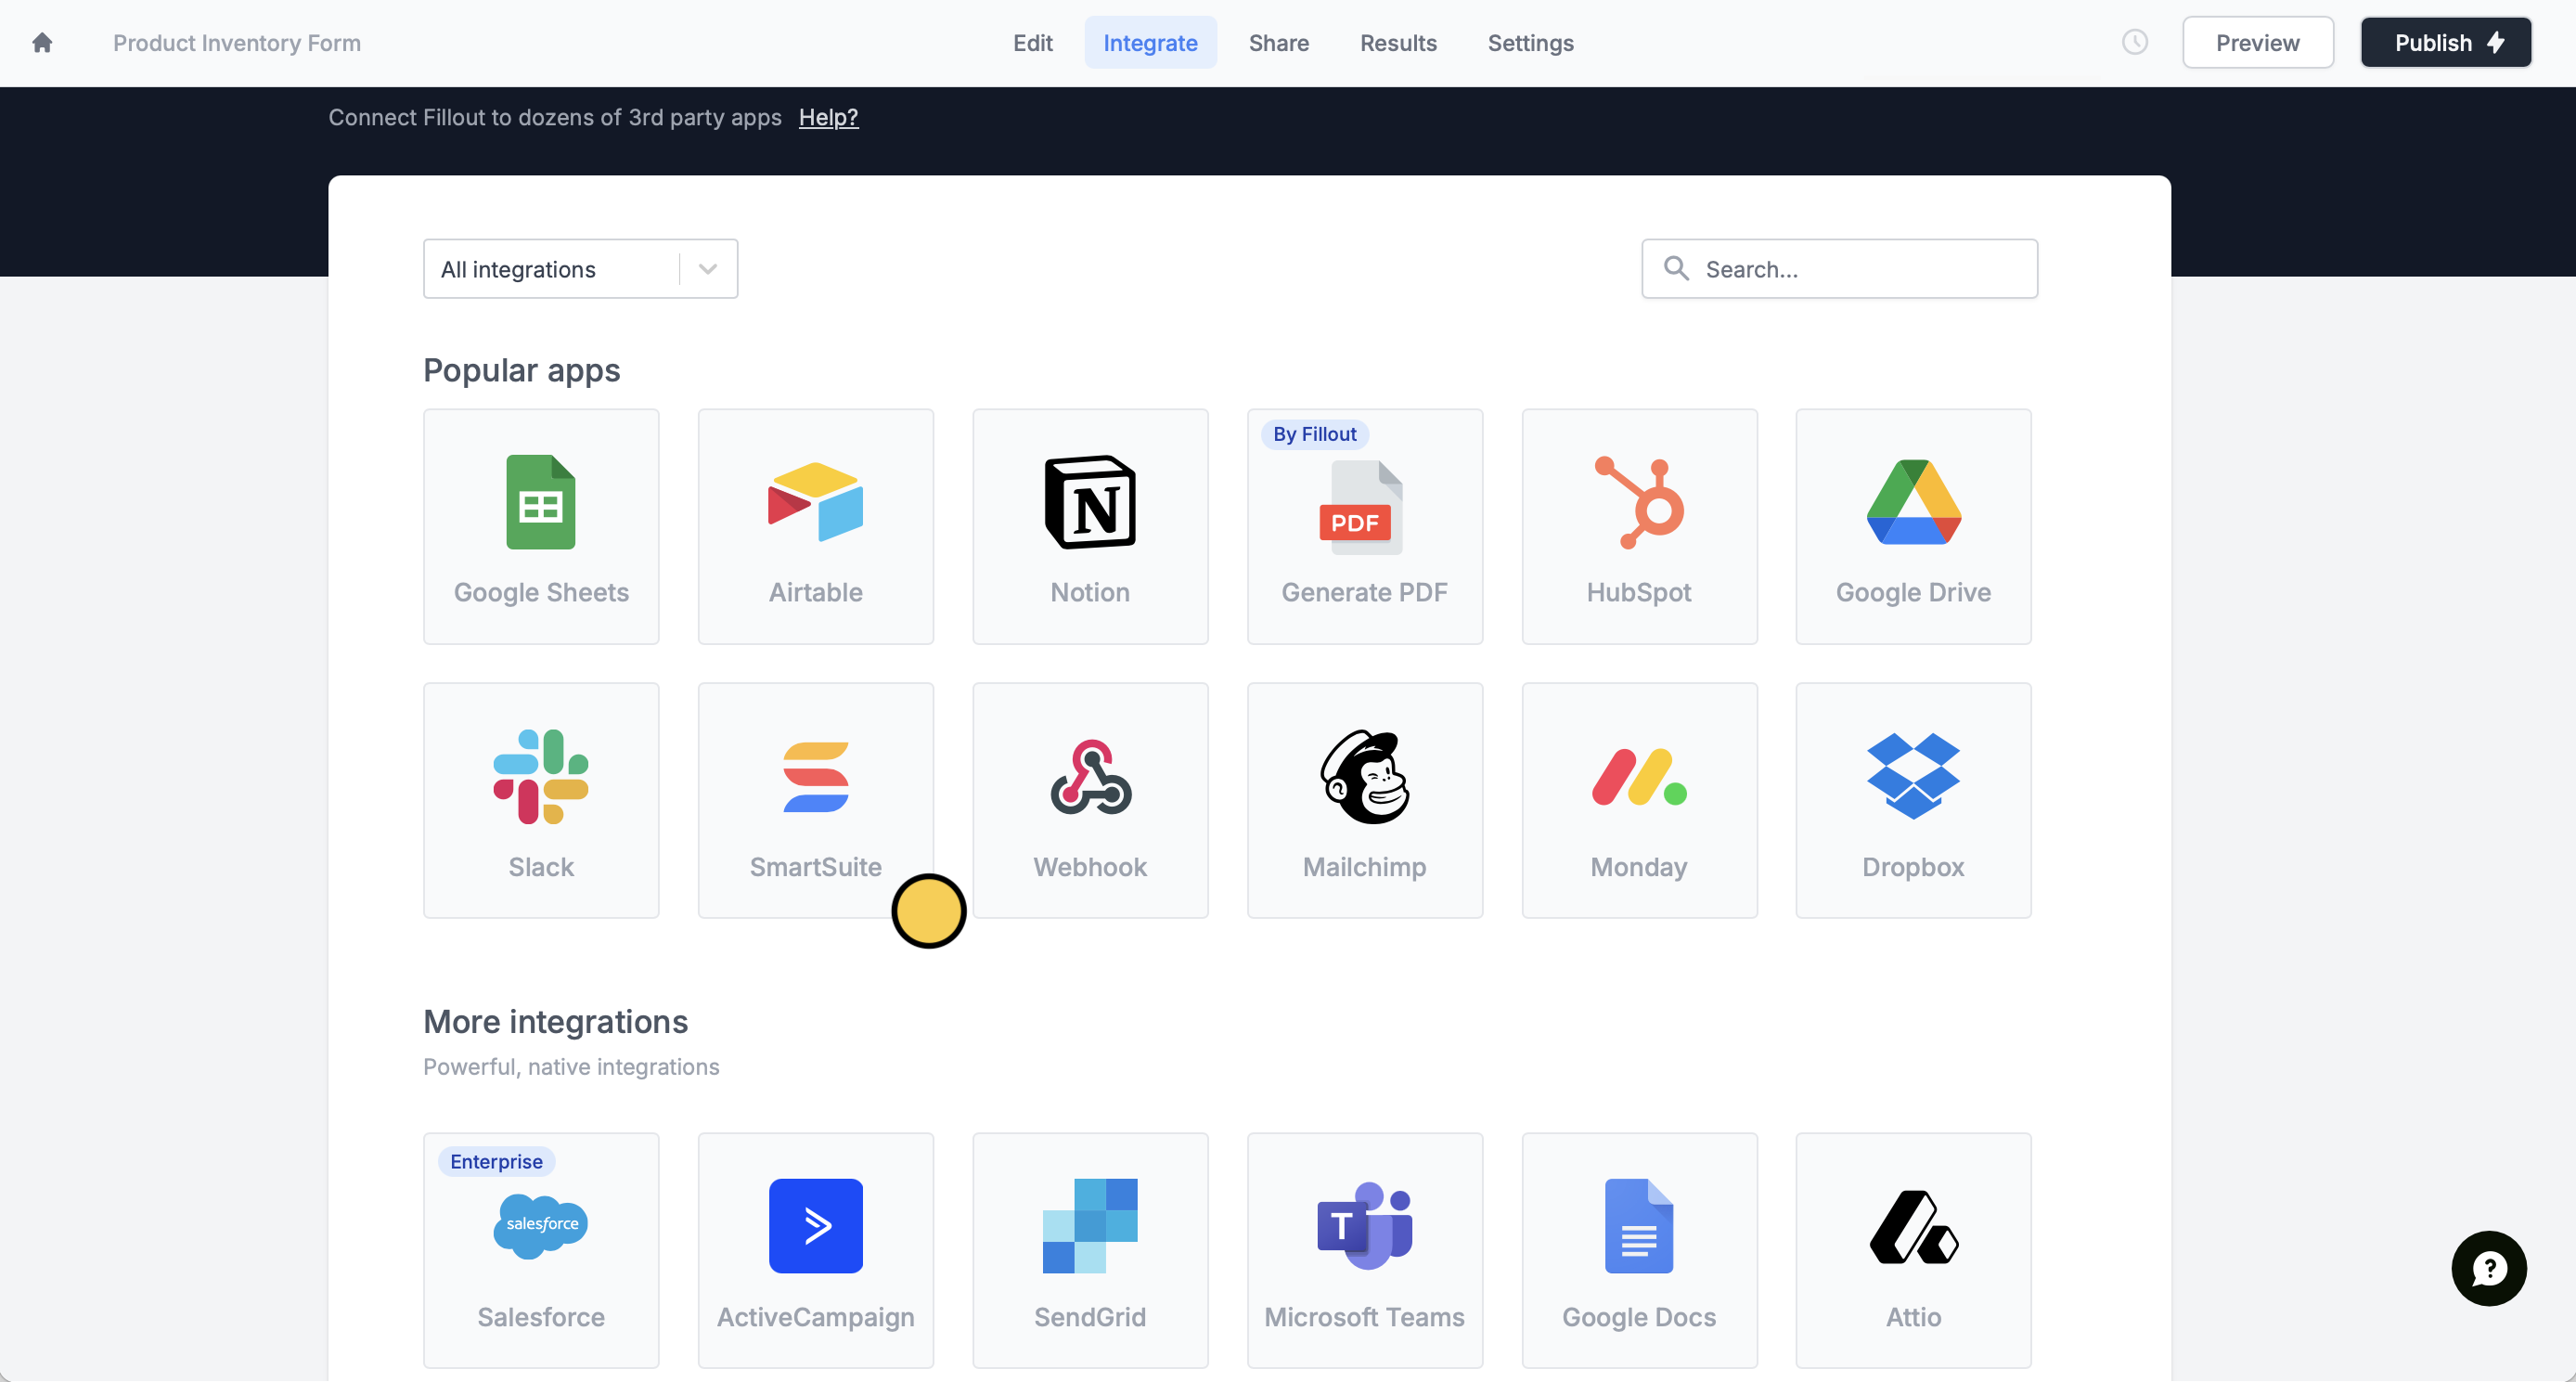 Product Inventory Form
Edit
Integrate
Share
Results
Settings
Preview
Publish
Connect Fillout to dozens of 3rd party apps Help?
All integrations
Search...
Popular apps
Google Sheets
Airtable
Notion
By Fillout
PDF
Generate PDF
HubSpot
Google Drive
Slack
SmartSuite
Webhook
Mailchimp
Monday
Dropbox
More integrations
Powerful, native integrations
Enterprise
salesforce
Salesforce
ActiveCampaign
SendGrid
T
Microsoft Teams
Google Docs
Attio